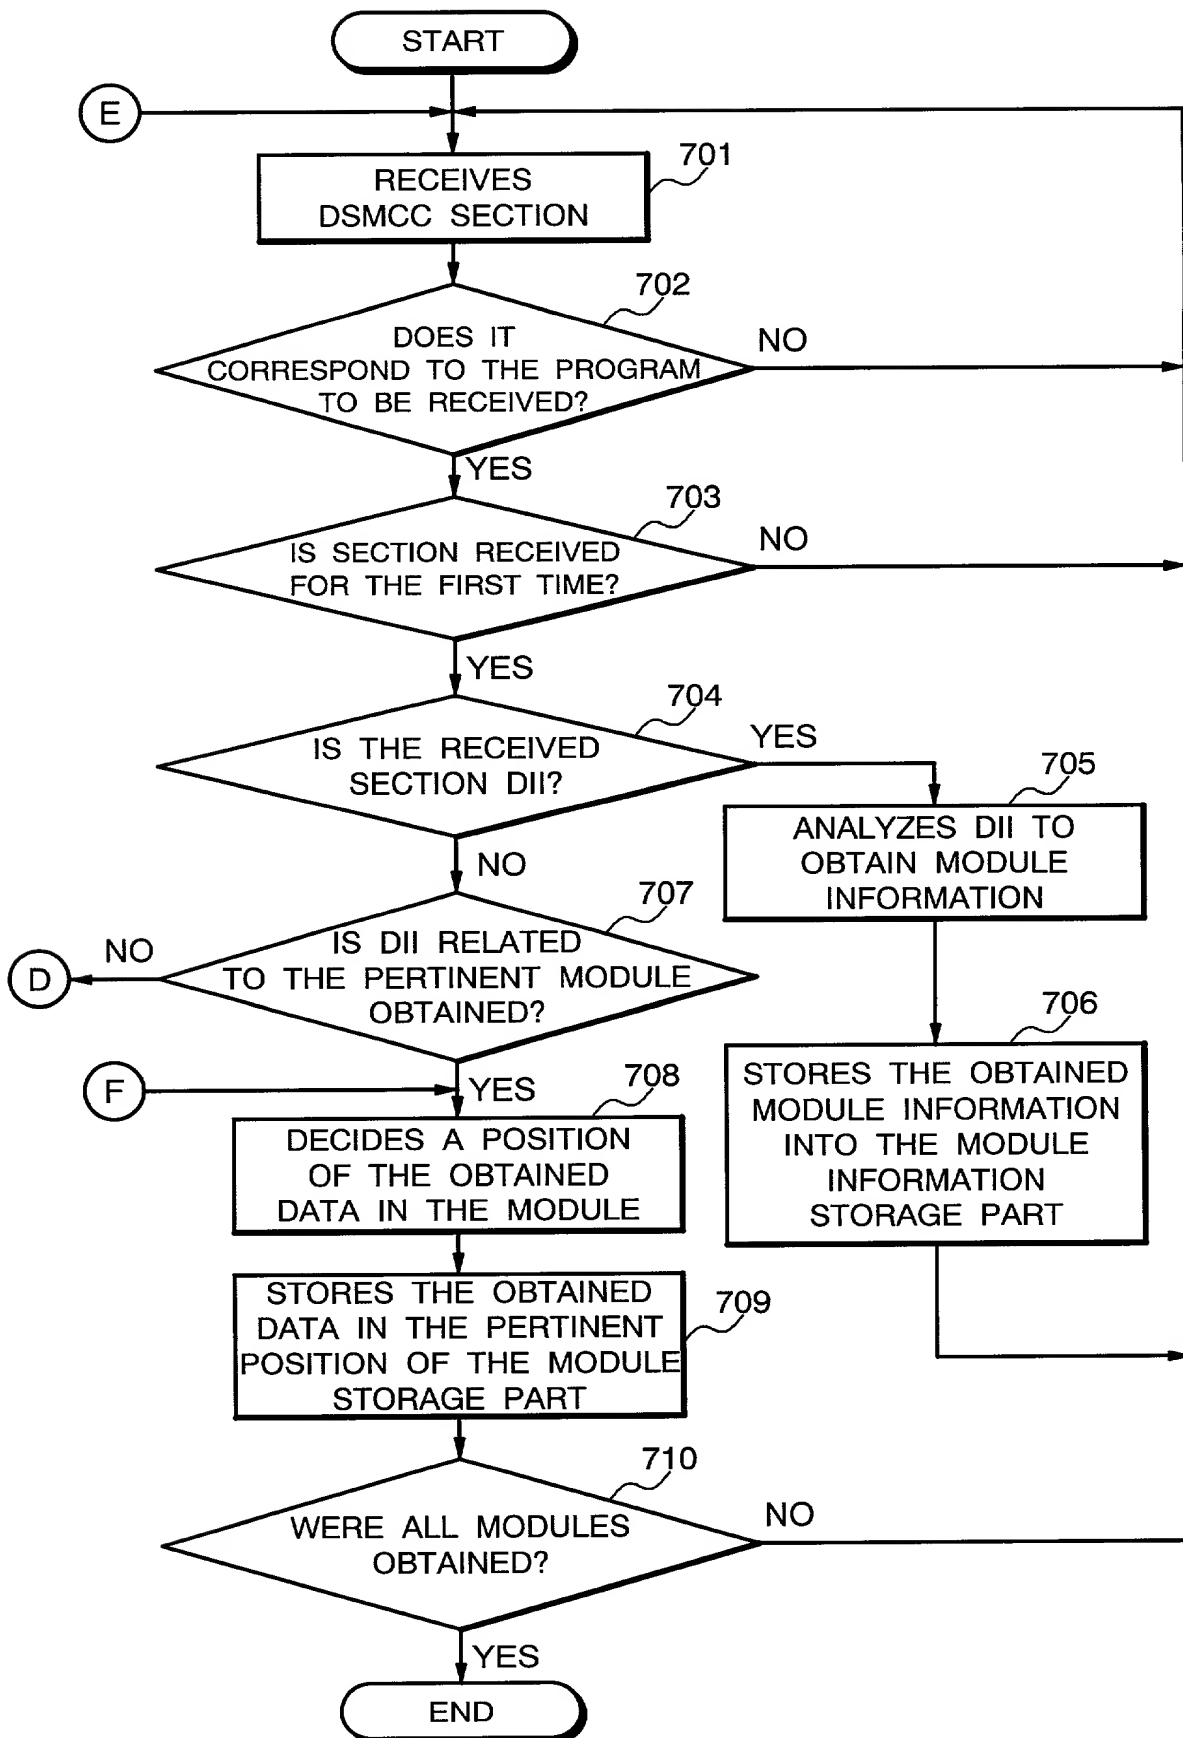 START
E
701
RECEIVES
DSMCC SECTION
702
DOES IT
CORRESPOND TO THE PROGRAM
TO BE RECEIVED?
NO
YES
703
IS SECTION RECEIVED
FOR THE FIRST TIME?
NO
YES
704
IS THE RECEIVED
SECTION DII?
YES
705
ANALYZES DII TO
OBTAIN MODULE
INFORMATION
NO
707
IS DII RELATED
TO THE PERTINENT MODULE
OBTAINED?
NO
D
706
STORES THE OBTAINED
MODULE INFORMATION
INTO THE MODULE
INFORMATION
STORAGE PART
F
YES
708
DECIDES A POSITION
OF THE OBTAINED
DATA IN THE MODULE
709
STORES THE OBTAINED
DATA IN THE PERTINENT
POSITION OF THE MODULE
STORAGE PART
710
WERE ALL MODULES
OBTAINED?
NO
YES
END